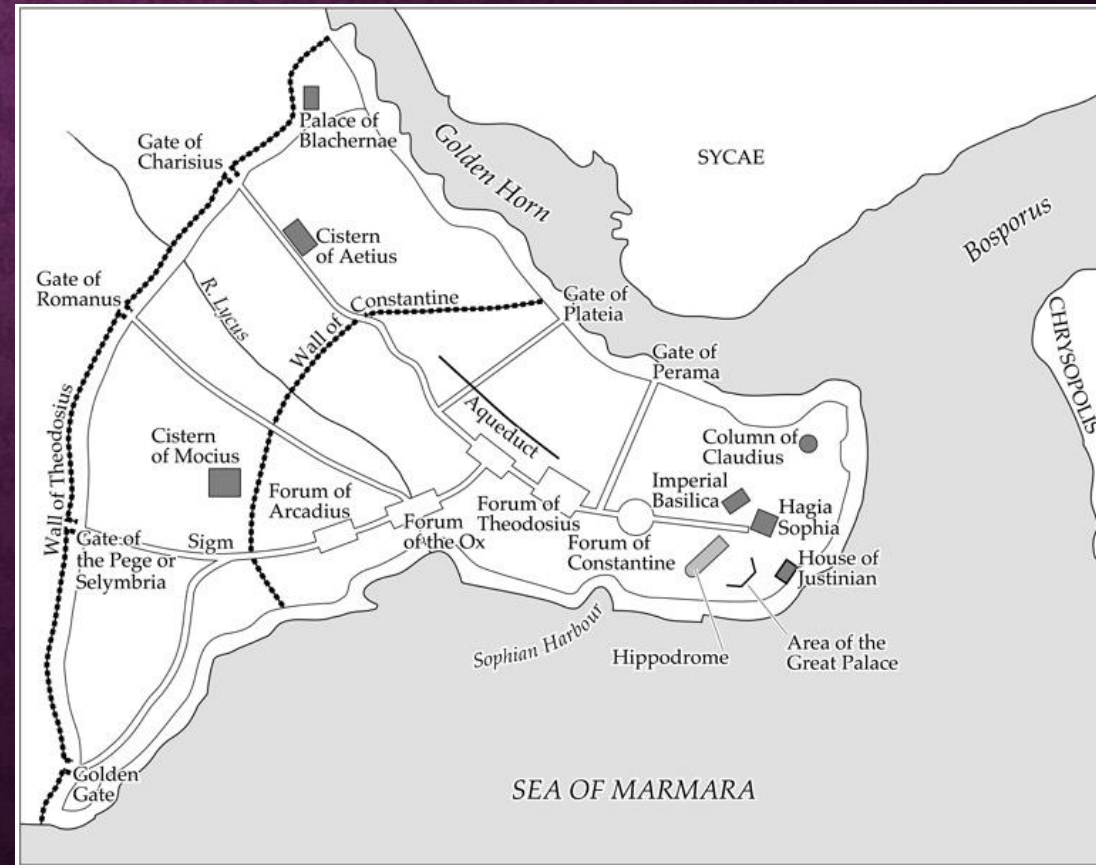 Palace of
Blachernae
Gate of
Charisius
Golden Horn
SYCAE
Bosporus
Cistern
of Aetius
Gate of
Romanus
R. Lycus
Wall of Constantine
Gate of
Plateia
CHRYSOPOLIS
Gate of
Perama
Wall of Theodosius
Aqueduct
Cistern
of Mocius
Column of
Claudius
Imperial
Basilica
Hagia
Sophia
Forum of
Arcadius
Forum of
Theodosius
Forum
of the Ox
Sigm
Gate of
the Pege or
Selymbria
Forum of
Constantine
House of
Justinian
Sophian Harbour
Hippodrome
Area of the
Great Palace
Golden
Gate
SEA OF MARMARA